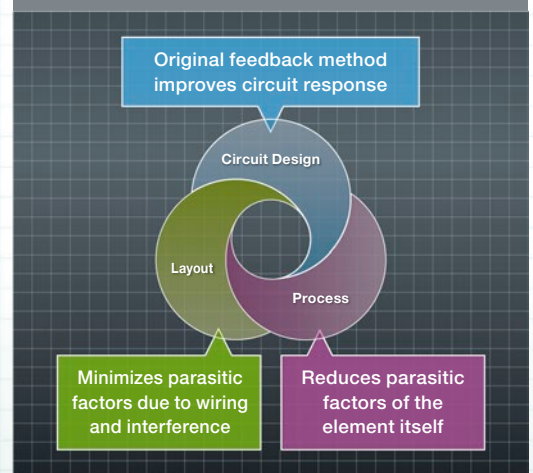 Original feedback method
improves circuit response
Circuit Design
Layout
Process
Minimizes parasitic
factors due to wiring
and interference
Reduces parasitic
factors of the
element itself